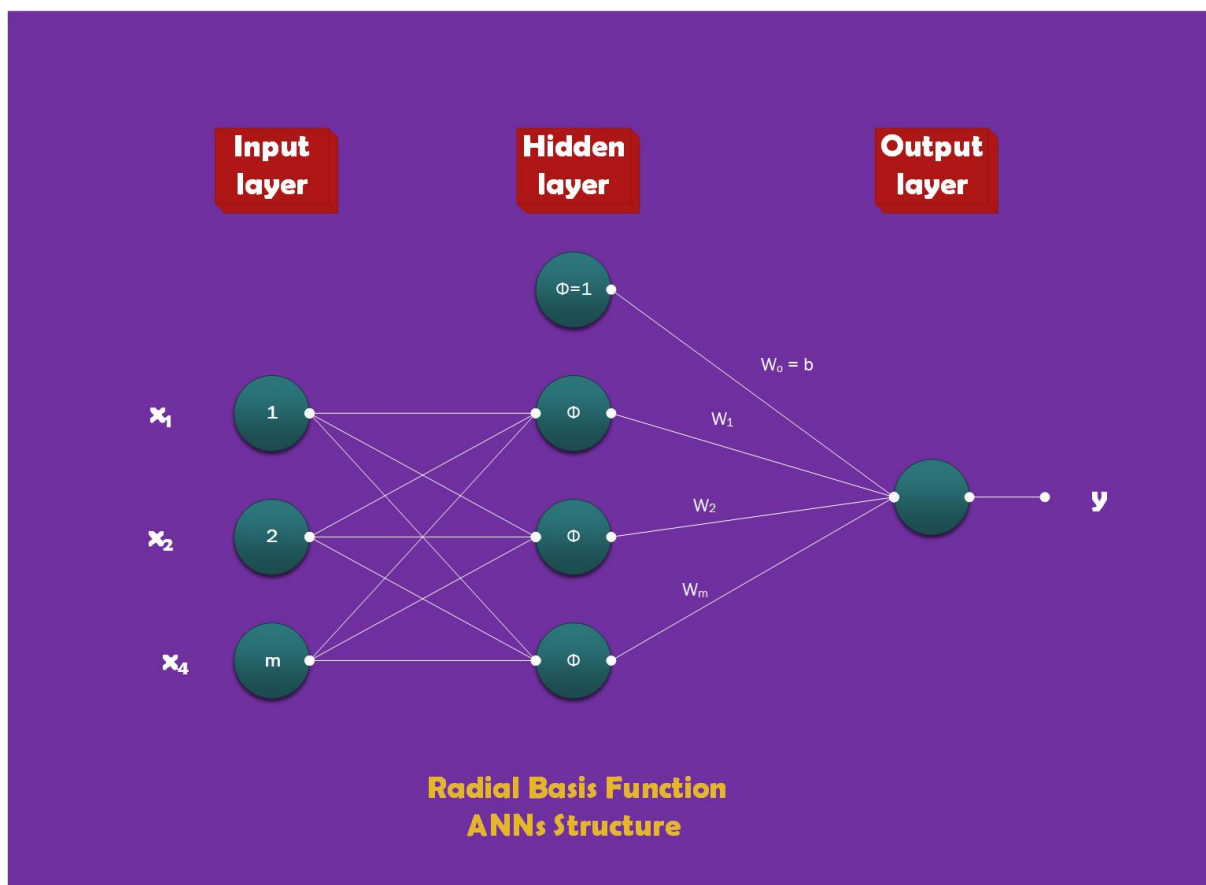 Input
layer
Hidden
layer
Output
layer
Φ=1
W₀ = b
x₁
1
Φ
W₁
x₂
2
Φ
W₂
y
x₄
m
Φ
Wₘ
Radial Basis Function
ANNs Structure